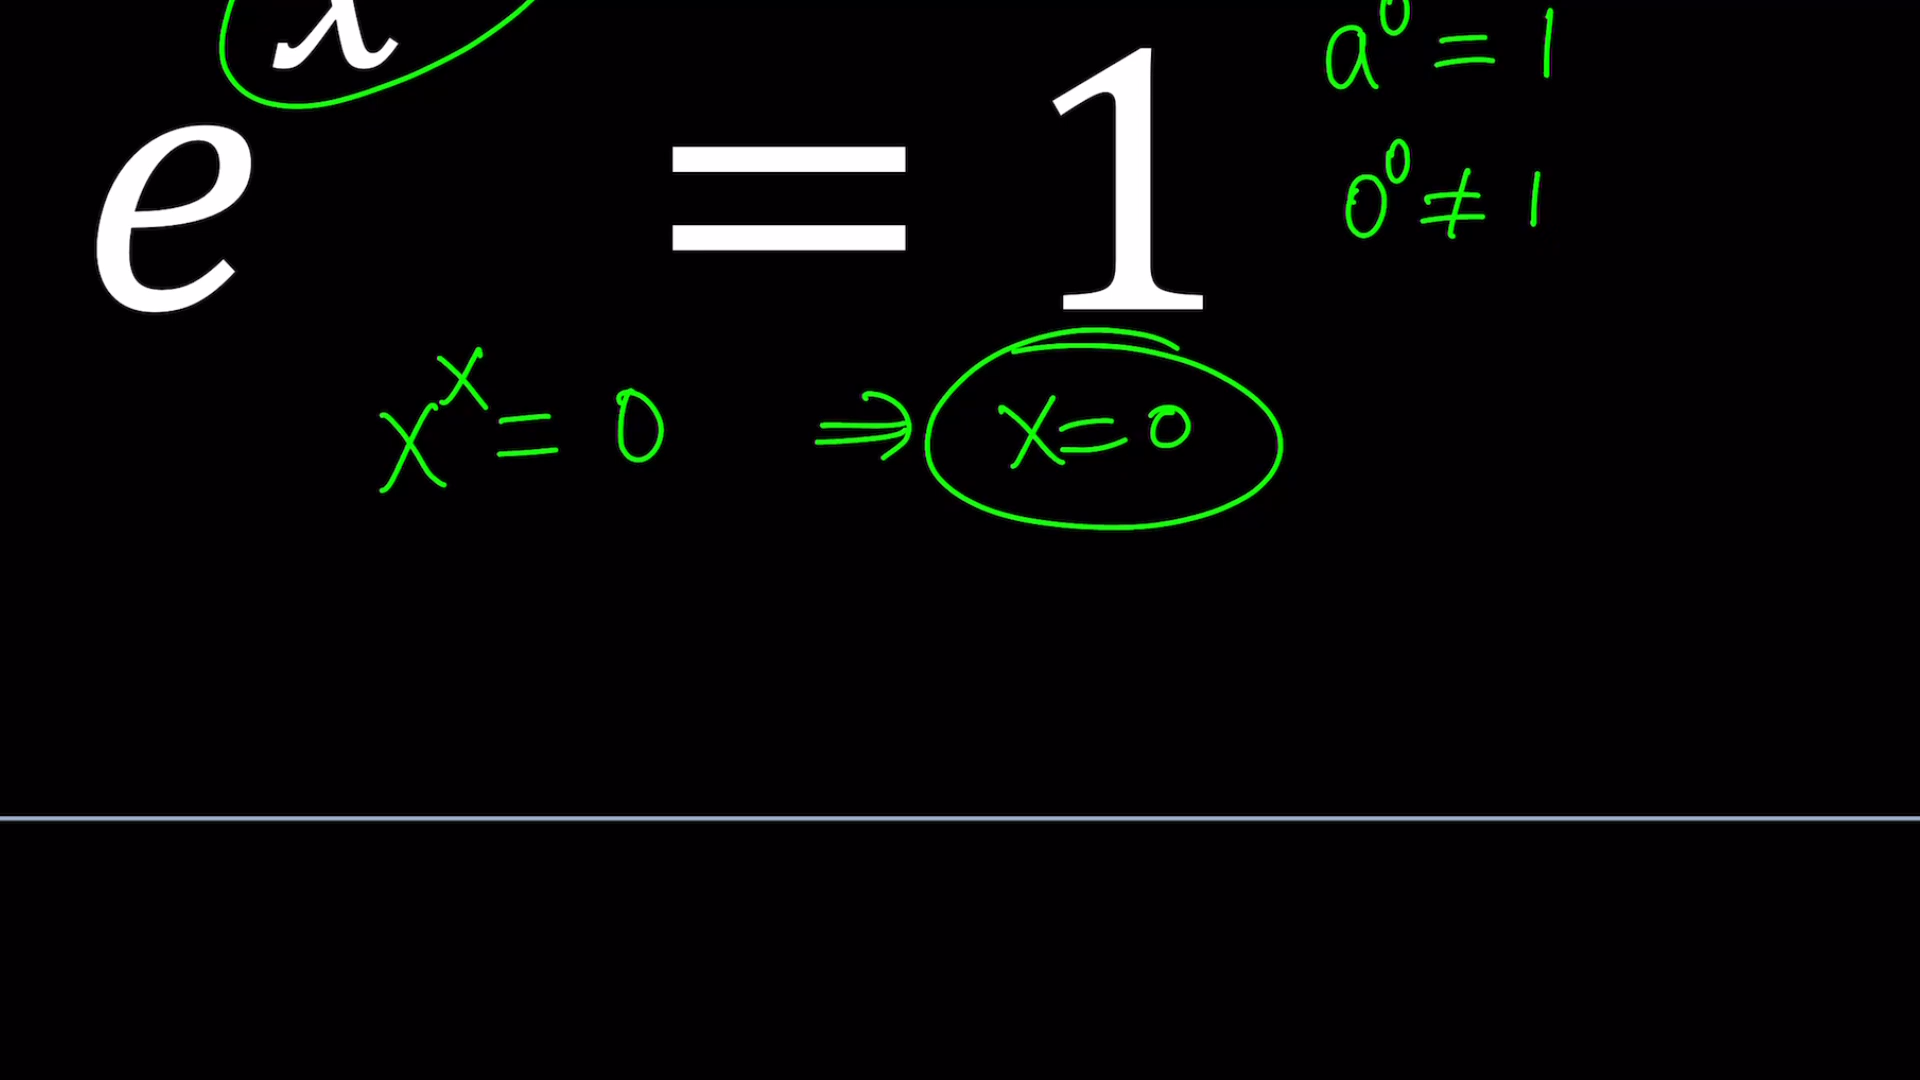 e^x = 1
a^0 = 1
0^0 ≠ 1
x^x = 0 ⇒ x = 0